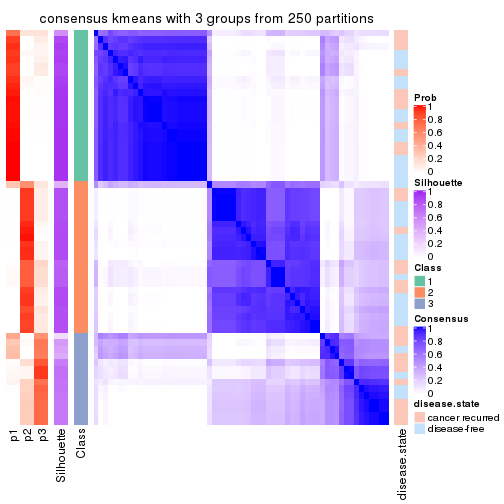 consensus kmeans with 3 groups from 250 partitions
Prob
1
0.8
0.6
0.4
0.2
0
Silhouette
1
0.8
0.6
0.4
0.2
0
Class
1
2
3
Consensus
1
0.8
0.6
0.4
0.2
0
disease.state
cancer recurred
disease-free
p1
p2
p3
Silhouette
Class
disease.state